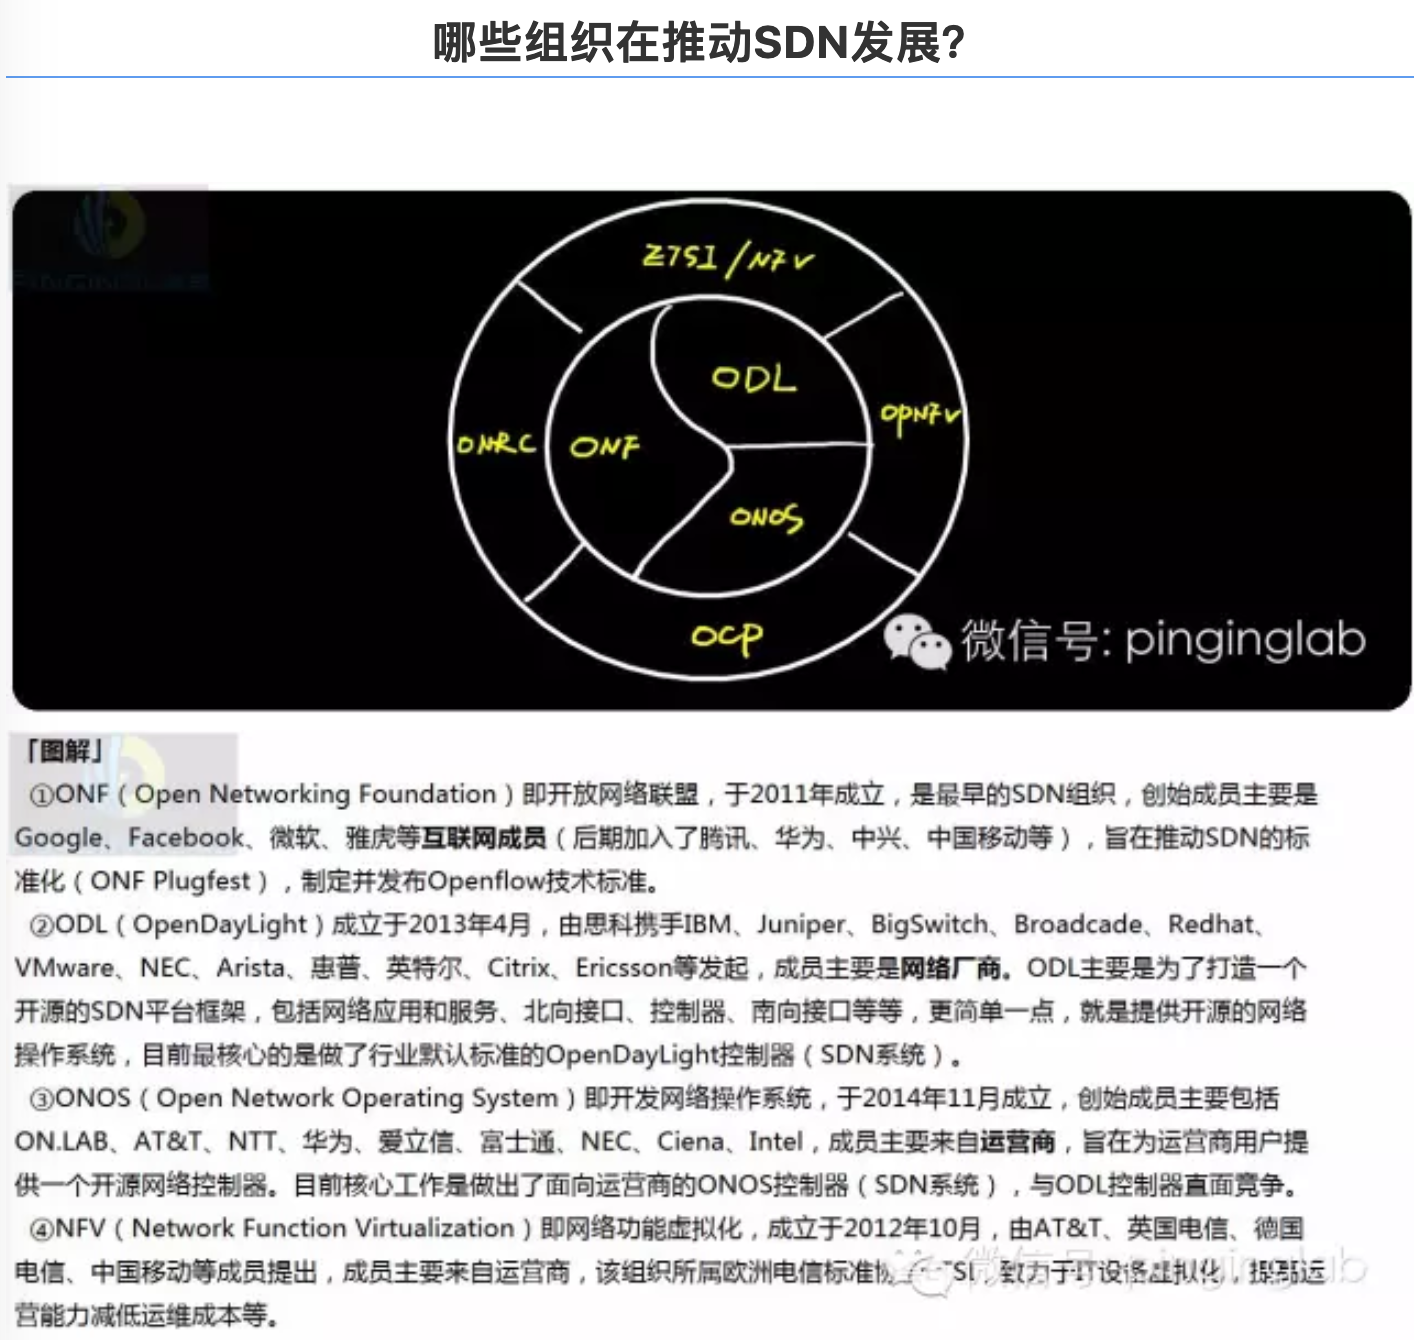 哪些组织在推动SDN发展?
ETSI/NFV
ODL
OPNFV
ONRC
ONF
ONOS
OCP
微信号: pinginglab
「图解」
①ONF（Open Networking Foundation）即开放网络联盟，于2011年成立，是最早的SDN组织，创始成员主要是
Google、Facebook、微软、雅虎等互联网成员（后期加入了腾讯、华为、中兴、中国移动等），旨在推动SDN的标
准化（ONF Plugfest），制定并发布Openflow技术标准。
②ODL（OpenDayLight）成立于2013年4月，由思科携手IBM、Juniper、BigSwitch、Broadcade、Redhat、
VMware、NEC、Arista、惠普、英特尔、Citrix、Ericsson等发起，成员主要是网络厂商。ODL主要是为了打造一个
开源的SDN平台框架，包括网络应用和服务、北向接口、控制器、南向接口等等，更简单一点，就是提供开源的网络
操作系统，目前最核心的是做了行业默认标准的OpenDayLight控制器（SDN系统）。
③ONOS（Open Network Operating System）即开发网络操作系统，于2014年11月成立，创始成员主要包括
ON.LAB、AT&T、NTT、华为、爱立信、富士通、NEC、Ciena、Intel，成员主要来自运营商，旨在为运营商用户提
供一个开源网络控制器。目前核心工作是做出了面向运营商的ONOS控制器（SDN系统），与ODL控制器直面竞争。
④NFV（Network Function Virtualization）即网络功能虚拟化，成立于2012年10月，由AT&T、英国电信、德国
电信、中国移动等成员提出，成员主要来自运营商，该组织所属欧洲电信标准协 致力于IT设备虚拟化，提高运
营能力减低运维成本等。
微信号: pinginglab